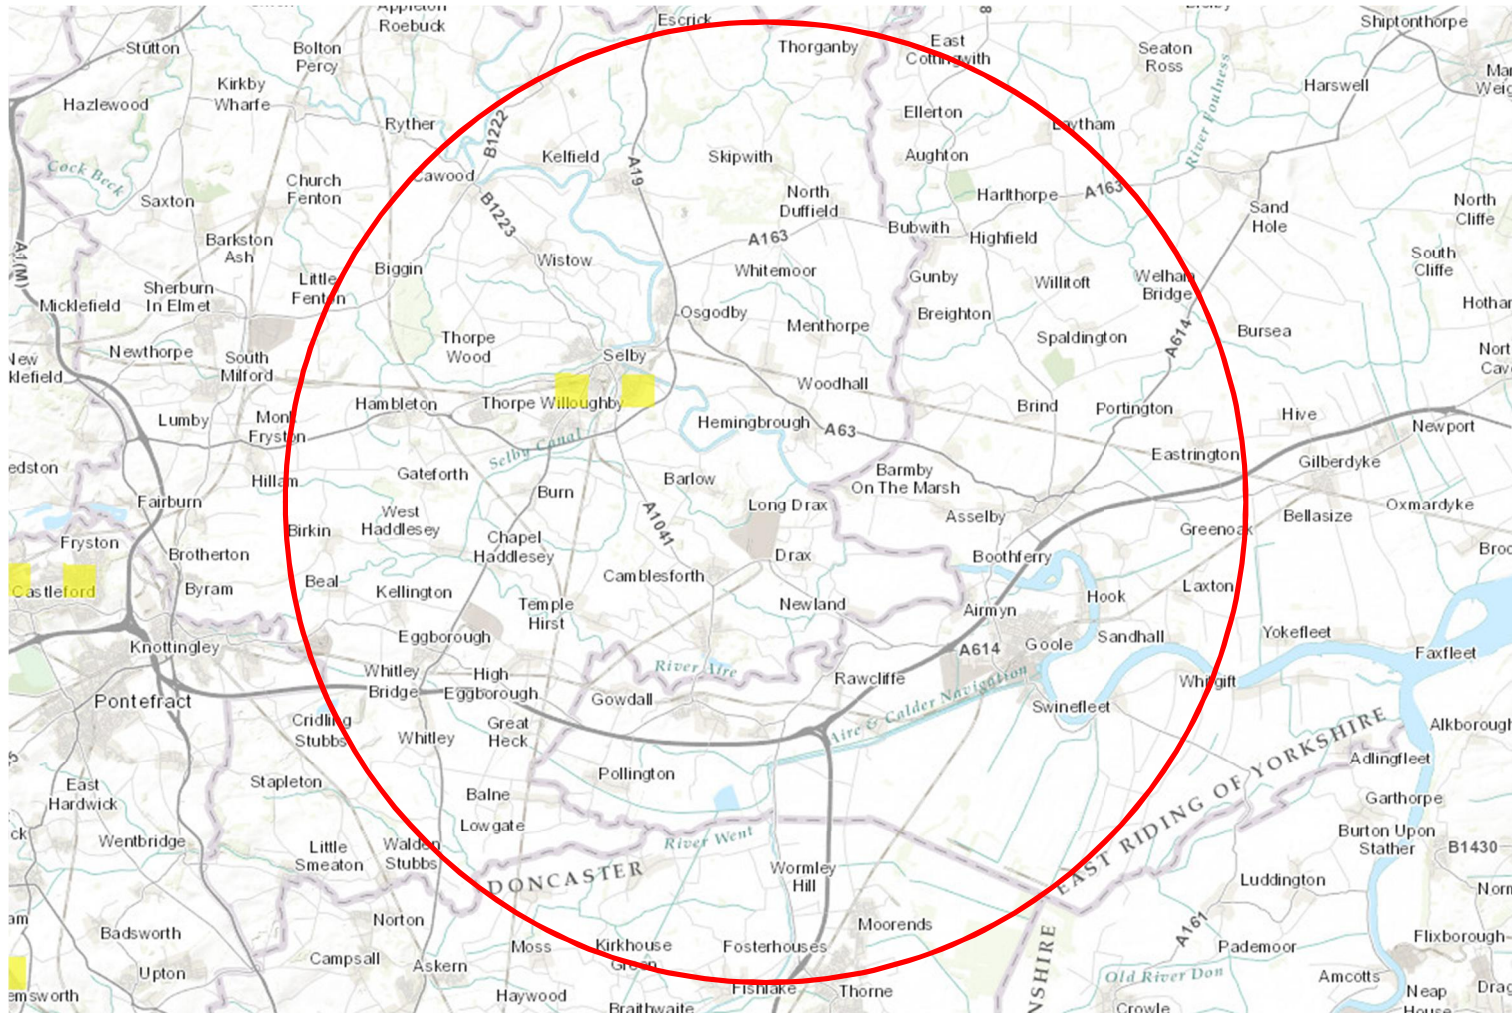 Appleton
Roebuck
Escrick
Shiptonthorpe
Stutton
Bolton
Percy
Thorganby
East
Cottingwith
Seaton
Ross
Harswell
Hazlewood
Kirkby
Wharfe
Ryther
B1222
Ellerton
Laytham
River Foulness
Cock Beck
Kelfield
A19
Skipwith
Aughton
Cawood
Church
Fenton
Saxton
B1223
North
Duffield
Harlthorpe
A163
Sand
Hole
North
Cliffe
A1(M)
Barkston
Ash
A163
Bubwith
Highfield
Biggin
Wistow
Whitemoor
Gunby
Willitoft
Welham
Bridge
South
Cliffe
Little
Fenton
Sherburn
In Elmet
Micklefield
Osgodby
Menthorpe
Breighton
Spaldington
A614
Bursea
Newthorpe
South
Milford
Thorpe
Wood
Selby
Woodhall
Hambleton
Thorpe Willoughby
Brind
Portington
Hive
Newport
Lumby
Monk
Fryston
Selby Canal
Hemingbrough
A63
Eastrington
Gilberdyke
Hillam
Gateforth
Barlow
Barmby
On The Marsh
Fairburn
Burn
A1041
Long Drax
Asselby
Bellasize
Oxmardyke
Birkin
West
Haddlesey
Chapel
Haddlesey
Greenoak
Fryston
Brotherton
Drax
Boothferry
Castleford
Byram
Beal
Kellington
Camblesforth
Temple
Hirst
Newland
Airmyn
Hook
Laxton
Knottingley
Eggborough
A614
Goole
Sandhall
Yokefleet
Faxfleet
Whitley
Bridge
High
Eggborough
River Aire
Gowdall
Rawcliffe
Whitgift
Pontefract
Aire & Calder Navigation
Swinefleet
Cridling
Stubbs
Whitley
Great
Heck
Alkborough
EAST RIDING OF YORKSHIRE
Adlingfleet
Stapleton
Pollington
East
Hardwick
Balne
Lowgate
Garthorpe
Wentbridge
Little
Smeaton
Walden
Stubbs
River Went
Burton Upon
Stather
B1430
DONCASTER
Wormley
Hill
Luddington
Norton
Moorends
A161
Badsworth
Moss
Kirkhouse
Green
Fosterhouses
Pademoor
Flixborough
Upton
Campsall
Askern
Old River Don
Amcotts
Haywood
Fishlake
Thorne
Braithwaite
Crowle
Neap
House